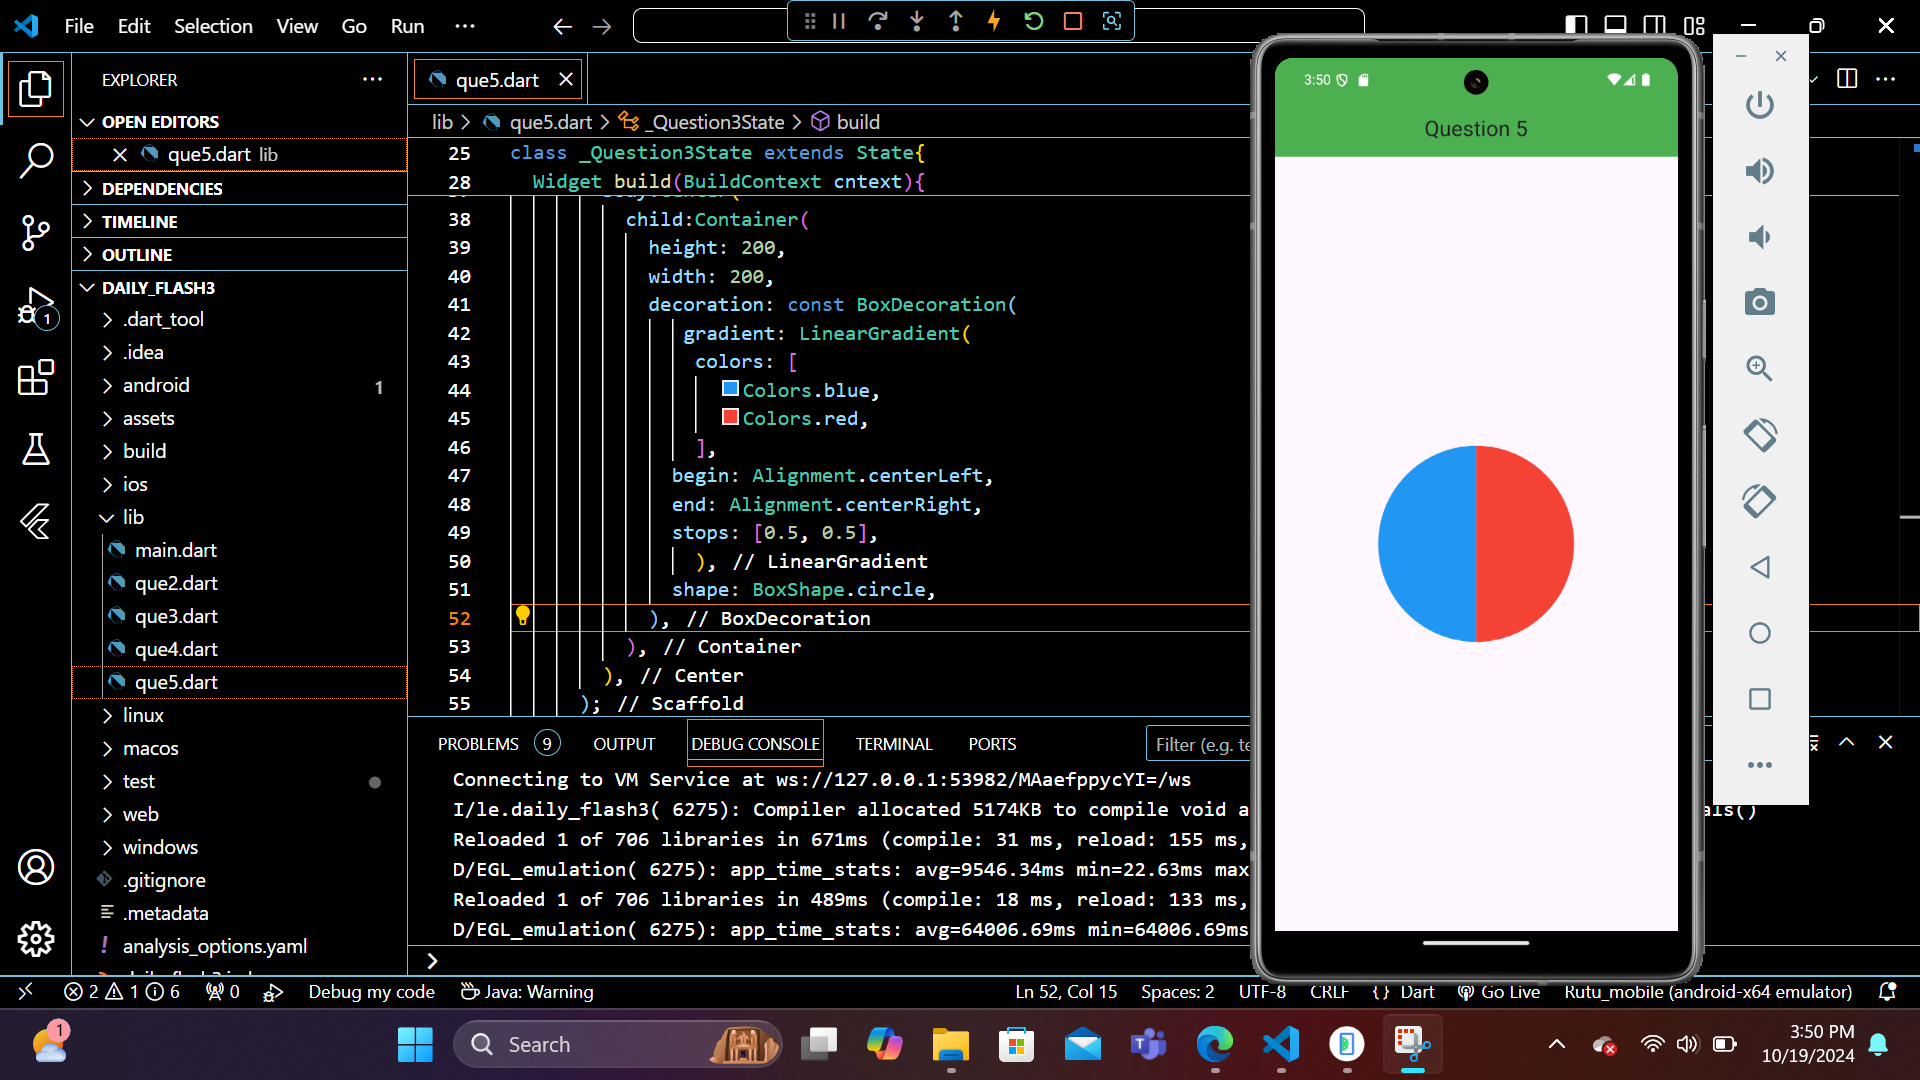 File Edit Selection View Go Run ···
EXPLORER
OPEN EDITORS
que5.dart lib
DEPENDENCIES
TIMELINE
OUTLINE
DAILY_FLASH3
.dart_tool
.idea
android 1
assets
build
ios
lib
main.dart
que2.dart
que3.dart
que4.dart
que5.dart
linux
macos
test
web
windows
.gitignore
.metadata
analysis_options.yaml
1
que5.dart
lib > que5.dart > _Question3State > build
25 class _Question3State extends State{
28 Widget build(BuildContext cntext){
38 child:Container(
39 height: 200,
40 width: 200,
41 decoration: const BoxDecoration(
42 gradient: LinearGradient(
43 colors: [
44 Colors.blue,
45 Colors.red,
46 ],
47 begin: Alignment.centerLeft,
48 end: Alignment.centerRight,
49 stops: [0.5, 0.5],
50 ), // LinearGradient
51 shape: BoxShape.circle,
52 ), // BoxDecoration
53 ), // Container
54 ), // Center
55 ); // Scaffold
PROBLEMS 9 OUTPUT DEBUG CONSOLE TERMINAL PORTS Filter (e.g. te
Connecting to VM Service at ws://127.0.0.1:53982/MAaefppycYI=/ws
I/le.daily_flash3( 6275): Compiler allocated 5174KB to compile void a
als()
Reloaded 1 of 706 libraries in 671ms (compile: 31 ms, reload: 155 ms,
D/EGL_emulation( 6275): app_time_stats: avg=9546.34ms min=22.63ms max
Reloaded 1 of 706 libraries in 489ms (compile: 18 ms, reload: 133 ms,
D/EGL_emulation( 6275): app_time_stats: avg=64006.69ms min=64006.69ms
3:50
Question 5
2 1 6 0 Debug my code Java: Warning Ln 52, Col 15 Spaces: 2 UTF-8 CRLF {} Dart Go Live Rutu_mobile (android-x64 emulator)
1
Search
3:50 PM
10/19/2024